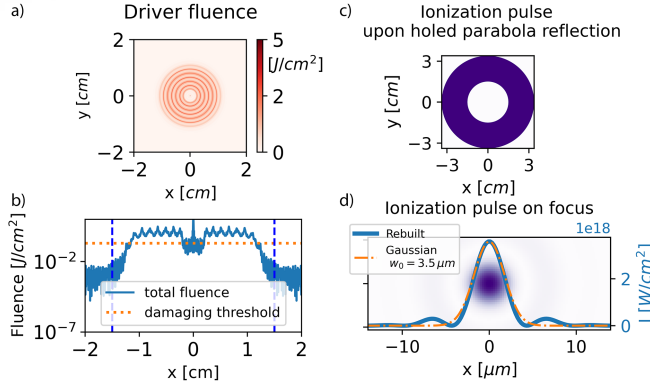 a)
Driver fluence
2
0
−2
y [cm]
−2
0
2
x [cm]
5
2
0
[J/cm²]
c)
Ionization pulse
upon holed parabola reflection
3
0
−3
y [cm]
−3
0
3
x [cm]
b)
Fluence [J/cm²]
10⁻²
10⁻⁷
total fluence
damaging threshold
−2
−1
0
1
2
x [cm]
d)
Ionization pulse on focus
1e18
Rebuilt
Gaussian
w₀ = 3.5 μm
2
0
I [W/cm²]
−10
0
10
x [μm]